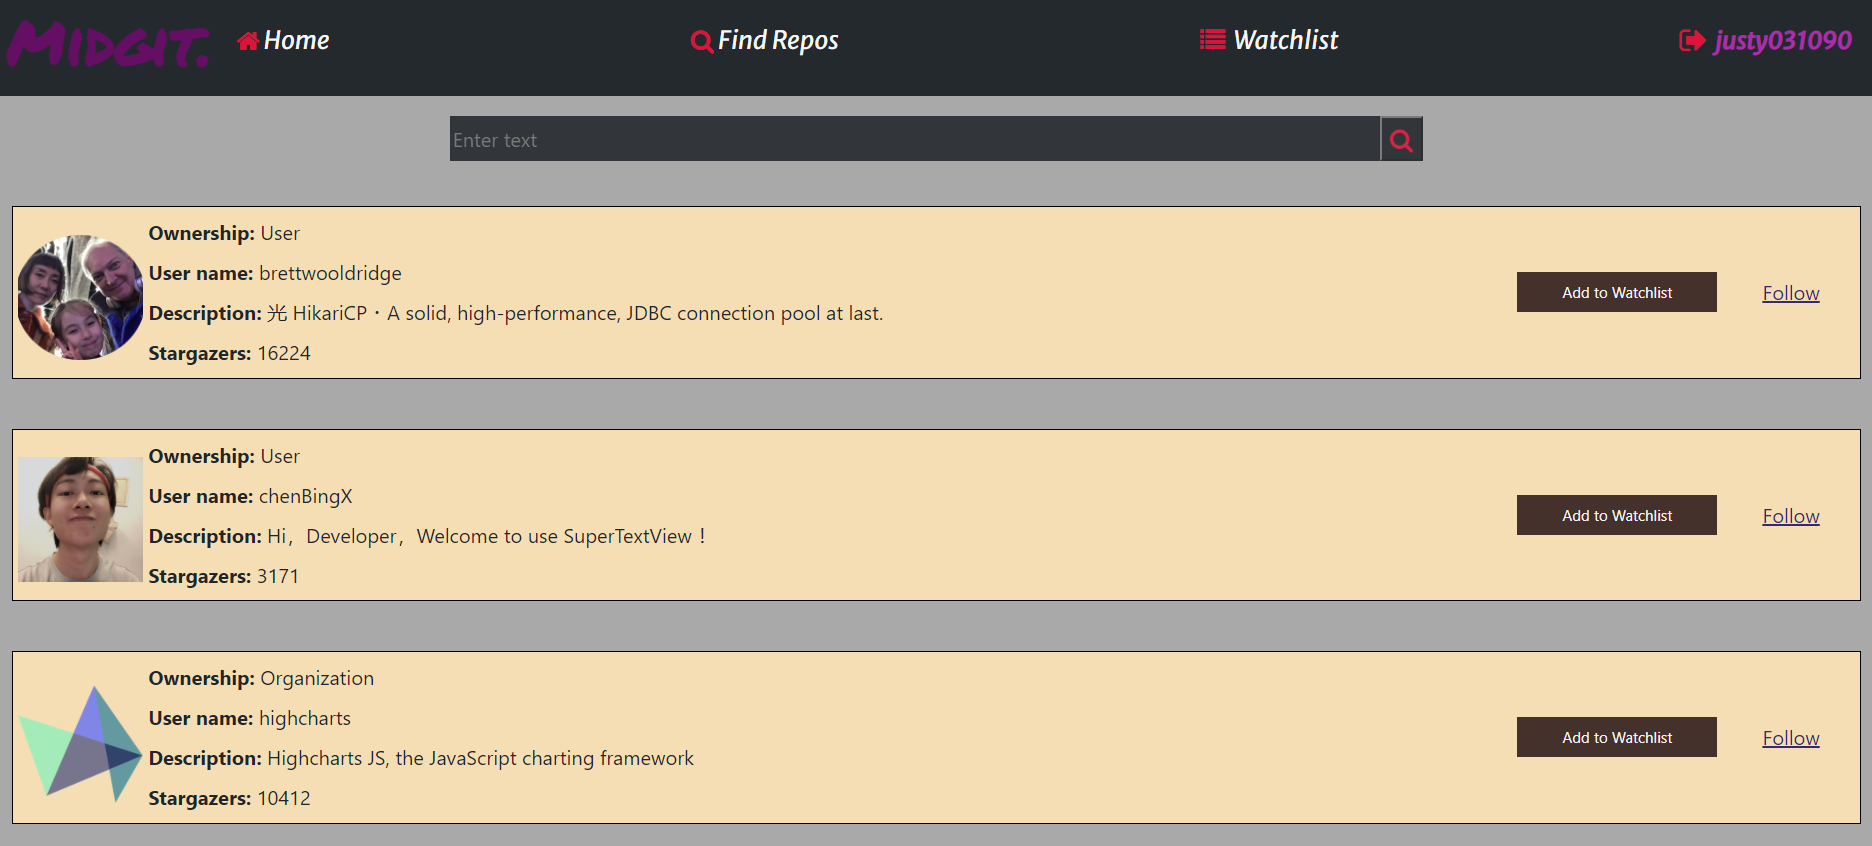 MIDGIT.
Home
Find Repos
Watchlist
justy031090
Enter text
Ownership: User
User name: brettwooldridge
Description: 光 HikariCP・A solid, high-performance, JDBC connection pool at last.
Stargazers: 16224
Add to Watchlist
Follow
Ownership: User
User name: chenBingX
Description: Hi，Developer，Welcome to use SuperTextView！
Stargazers: 3171
Add to Watchlist
Follow
Ownership: Organization
User name: highcharts
Description: Highcharts JS, the JavaScript charting framework
Stargazers: 10412
Add to Watchlist
Follow